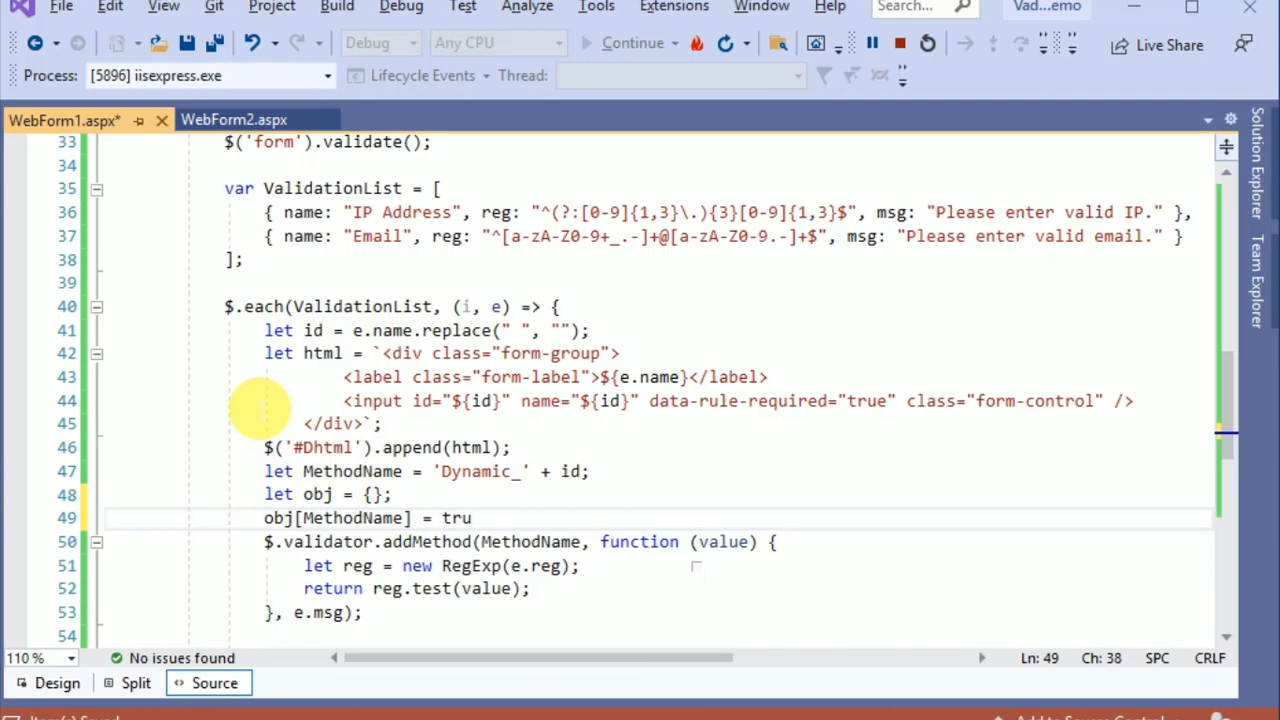 File Edit View Git Project Build Debug Test Analyze Tools Extensions Window Help Search... Vad...emo
Debug Any CPU Continue Live Share
Process: [5896] iisexpress.exe Lifecycle Events Thread:
WebForm1.aspx* WebForm2.aspx
Solution Explorer
Team Explorer
33 $('form').validate();
34
35 var ValidationList = [
36 { name: "IP Address", reg: "^(?:[0-9]{1,3}\.){3}[0-9]{1,3}$", msg: "Please enter valid IP." },
37 { name: "Email", reg: "^[a-zA-Z0-9+_.-]+@[a-zA-Z0-9.-]+$", msg: "Please enter valid email." }
38 ];
39
40 $.each(ValidationList, (i, e) => {
41 let id = e.name.replace(" ", "");
42 let html = `<div class="form-group">
43 <label class="form-label">${e.name}</label>
44 <input id="${id}" name="${id}" data-rule-required="true" class="form-control" />
45 </div>`;
46 $('#Dhtml').append(html);
47 let MethodName = 'Dynamic_' + id;
48 let obj = {};
49 obj[MethodName] = tru
50 $.validator.addMethod(MethodName, function (value) {
51 let reg = new RegExp(e.reg);
52 return reg.test(value);
53 }, e.msg);
54
110 % No issues found Ln: 49 Ch: 38 SPC CRLF
Design Split Source